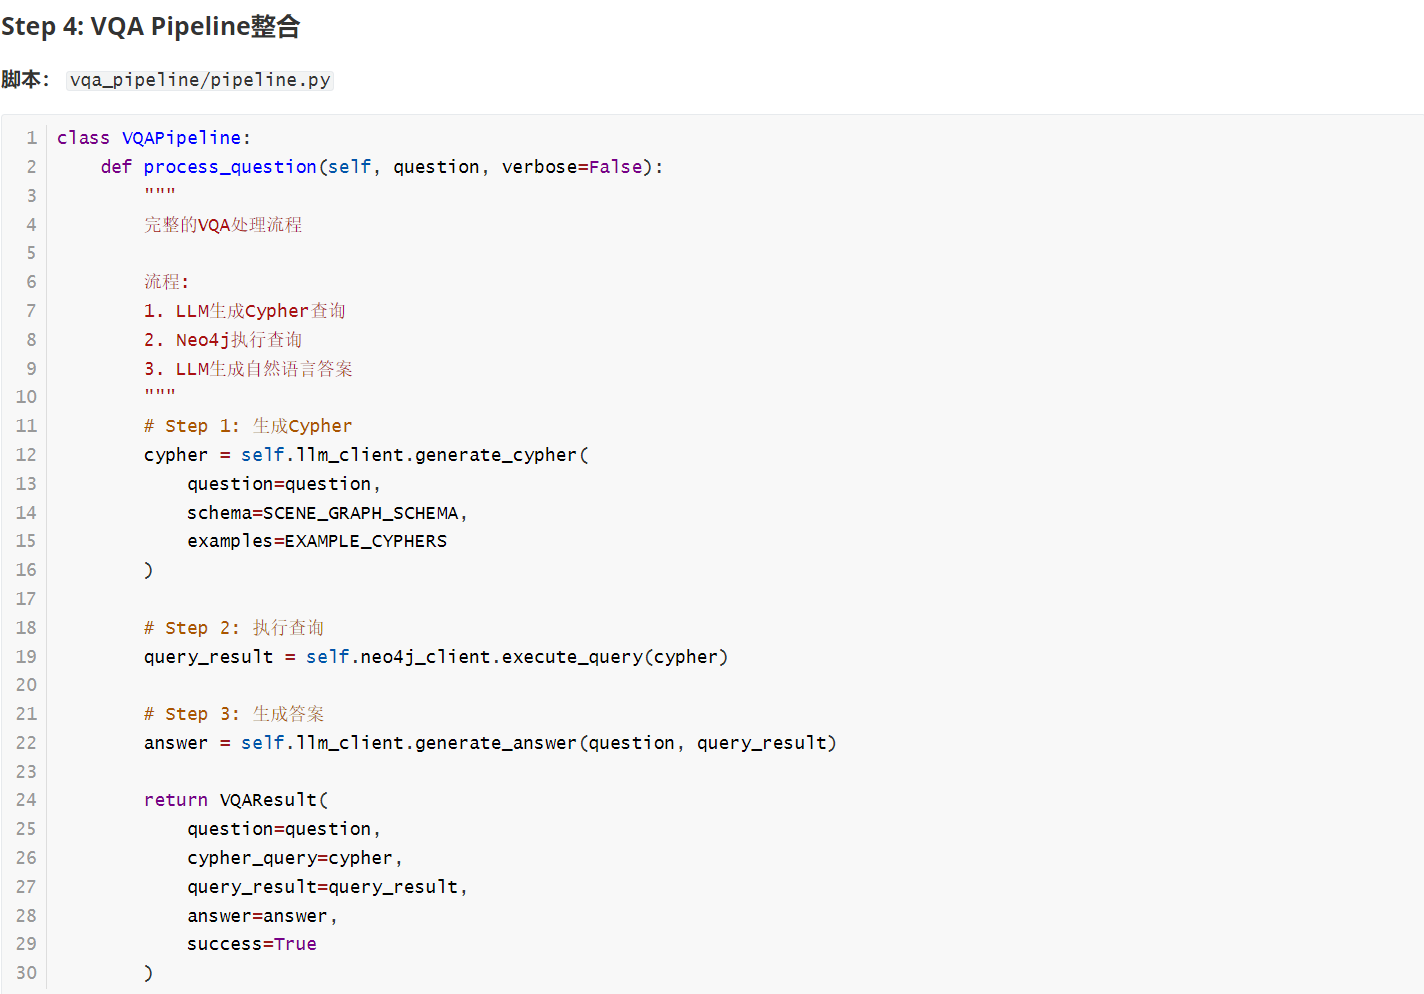 Step 4: VQA Pipeline整合
脚本： vqa_pipeline/pipeline.py
1 class VQAPipeline:
2     def process_question(self, question, verbose=False):
3         """
4         完整的VQA处理流程
5
6         流程:
7         1. LLM生成Cypher查询
8         2. Neo4j执行查询
9         3. LLM生成自然语言答案
10         """
11         # Step 1: 生成Cypher
12         cypher = self.llm_client.generate_cypher(
13             question=question,
14             schema=SCENE_GRAPH_SCHEMA,
15             examples=EXAMPLE_CYPHERS
16         )
17
18         # Step 2: 执行查询
19         query_result = self.neo4j_client.execute_query(cypher)
20
21         # Step 3: 生成答案
22         answer = self.llm_client.generate_answer(question, query_result)
23
24         return VQAResult(
25             question=question,
26             cypher_query=cypher,
27             query_result=query_result,
28             answer=answer,
29             success=True
30         )